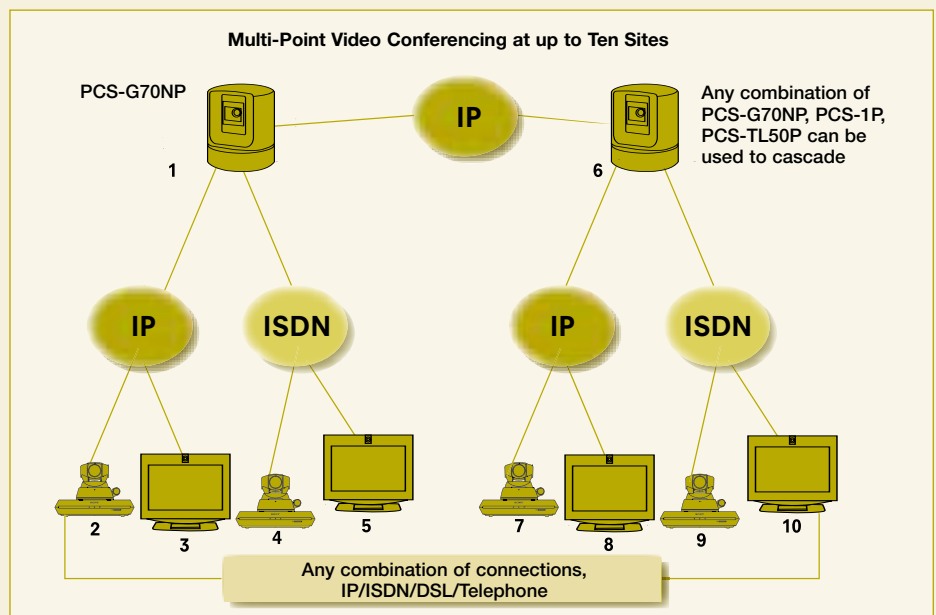 Multi-Point Video Conferencing at up to Ten Sites
PCS-G70NP
IP
Any combination of
PCS-G70NP, PCS-1P,
PCS-TL50P can be
used to cascade
1
6
IP
ISDN
IP
ISDN
2
3
4
5
7
8
9
10
Any combination of connections,
IP/ISDN/DSL/Telephone